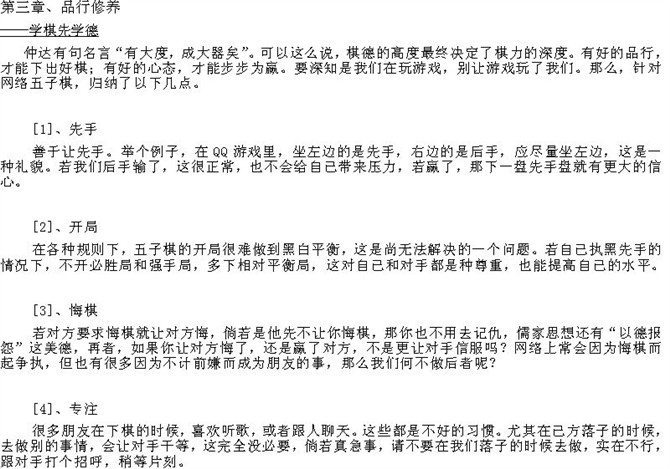 第三章、品行修养
——学棋先学德
仲达有句名言“有大度，成大器矣”。可以这么说，棋德的高度最终决定了棋力的深度。有好的品行，
才能下出好棋；有好的心态，才能步步为赢。要深知是我们在玩游戏，别让游戏玩了我们。那么，针对
网络五子棋，归纳了以下几点。
[1]、先手
善于让先手。举个例子，在QQ游戏里，坐左边的是先手，右边的是后手，应尽量坐左边，这是一
种礼貌。若我们后手输了，这很正常，也不会给自己带来压力，若赢了，那下一盘先手盘就有更大的信
心。
[2]、开局
在各种规则下，五子棋的开局很难做到黑白平衡，这是尚无法解决的一个问题。若自己执黑先手的
情况下，不开必胜局和强手局，多下相对平衡局，这对自己和对手都是种尊重，也能提高自己的水平。
[3]、悔棋
若对方要求悔棋就让对方悔，倘若是他先不让你悔棋，那你也不用去记仇，儒家思想还有“以德报
怨”这美德，再者，如果你让对方悔了，还是赢了对方，不是更让对手信服吗？网络上常会因为悔棋而
起争执，但也有很多因为不计前嫌而成为朋友的事，那么我们何不做后者呢？
[4]、专注
很多朋友在下棋的时候，喜欢听歌，或者跟人聊天。这些都是不好的习惯。尤其在己方落子的时候，
去做别的事情，会让对手干等，这完全没必要，倘若真急事，请不要在我们落子的时候去做，实在不行，
跟对手打个招呼，稍等片刻。